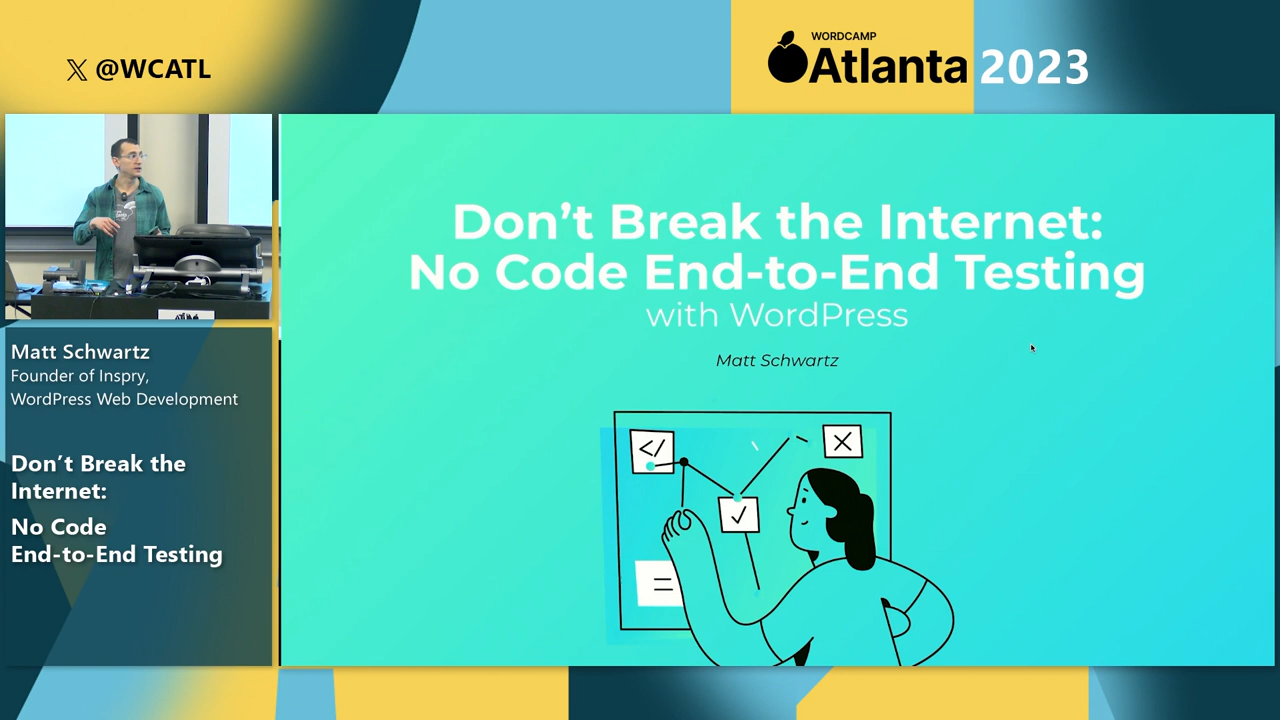 𝕏 @WCATL
WORDCAMP
Atlanta 2023
Don’t Break the Internet:
No Code End-to-End Testing
with WordPress
Matt Schwartz
</>
Matt Schwartz
Founder of Inspry,
WordPress Web Development
Don’t Break the
Internet:
No Code
End-to-End Testing